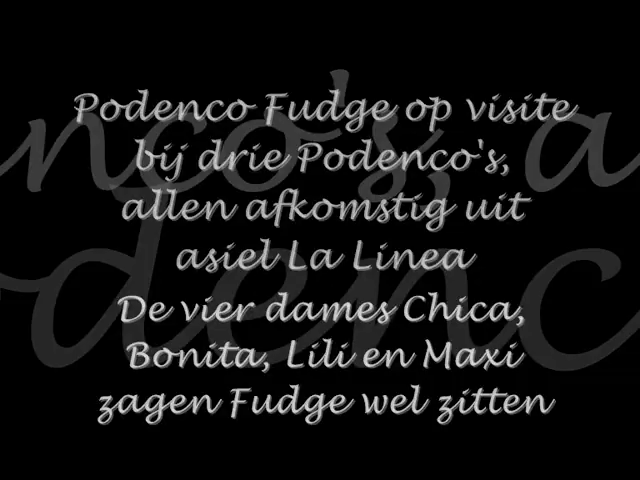 Podenco Fudge op visite
bij drie Podenco's,
allen afkomstig uit
asiel La Linea
De vier dames Chica,
Bonita, Lili en Maxi
zagen Fudge wel zitten